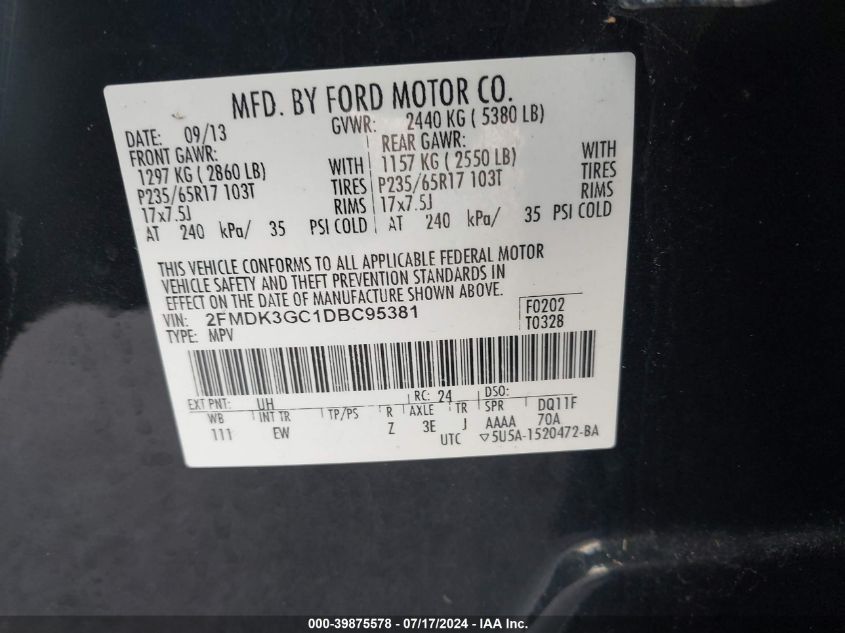 MFD. BY FORD MOTOR CO.
DATE: 09/13 GVWR: 2440 KG ( 5380 LB)
FRONT GAWR: REAR GAWR:
1297 KG ( 2860 LB) WITH 1157 KG ( 2550 LB) WITH
P235/65R17 103T TIRES P235/65R17 103T TIRES
17x7.5J RIMS 17x7.5J RIMS
AT 240 kPa/ 35 PSI COLD AT 240 kPa/ 35 PSI COLD
THIS VEHICLE CONFORMS TO ALL APPLICABLE FEDERAL MOTOR
VEHICLE SAFETY AND THEFT PREVENTION STANDARDS IN
EFFECT ON THE DATE OF MANUFACTURE SHOWN ABOVE.
VIN: 2FMDK3GC1DBC95381 F0202
TYPE: MPV T0328
EXT PNT: UH RC: 24 DSO:
WB INT TR TP/PS R AXLE TR SPR DQ11F
111 EW Z 3E J AAAA 70A
UTC ▽5U5A-1520472-BA
000-39875578 - 07/17/2024 - IAA Inc.